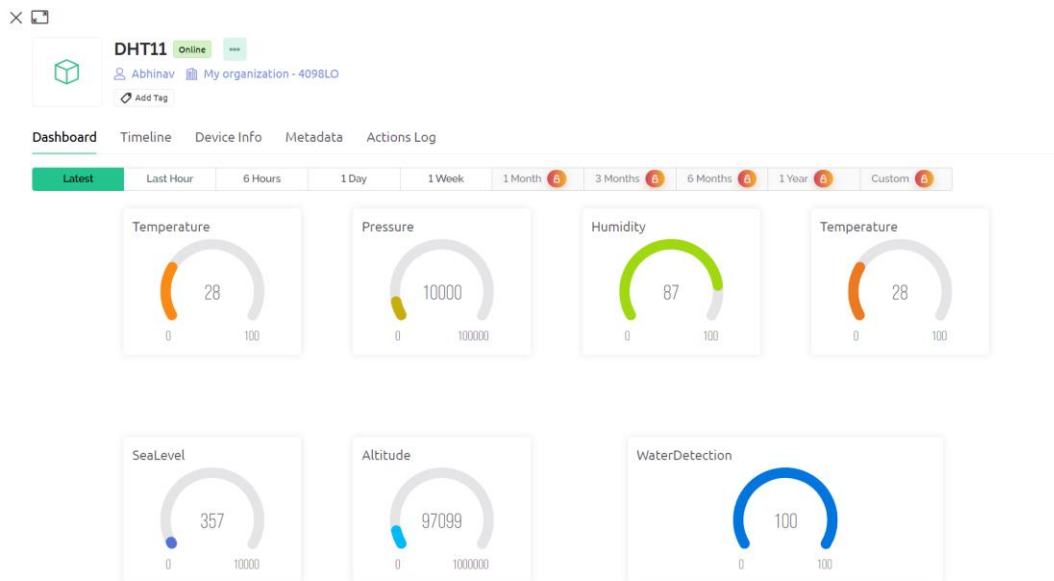 DHT11 Online
Abhinav My organization - 4098LO
Add Tag
Dashboard Timeline Device Info Metadata Actions Log
Latest Last Hour 6 Hours 1 Day 1 Week 1 Month 3 Months 6 Months 1 Year Custom
Temperature Pressure Humidity Temperature
28 10000 87 28
0 100 0 100000 0 100 0 100
SeaLevel Altitude WaterDetection
357 97099 100
0 10000 0 1000000 0 100